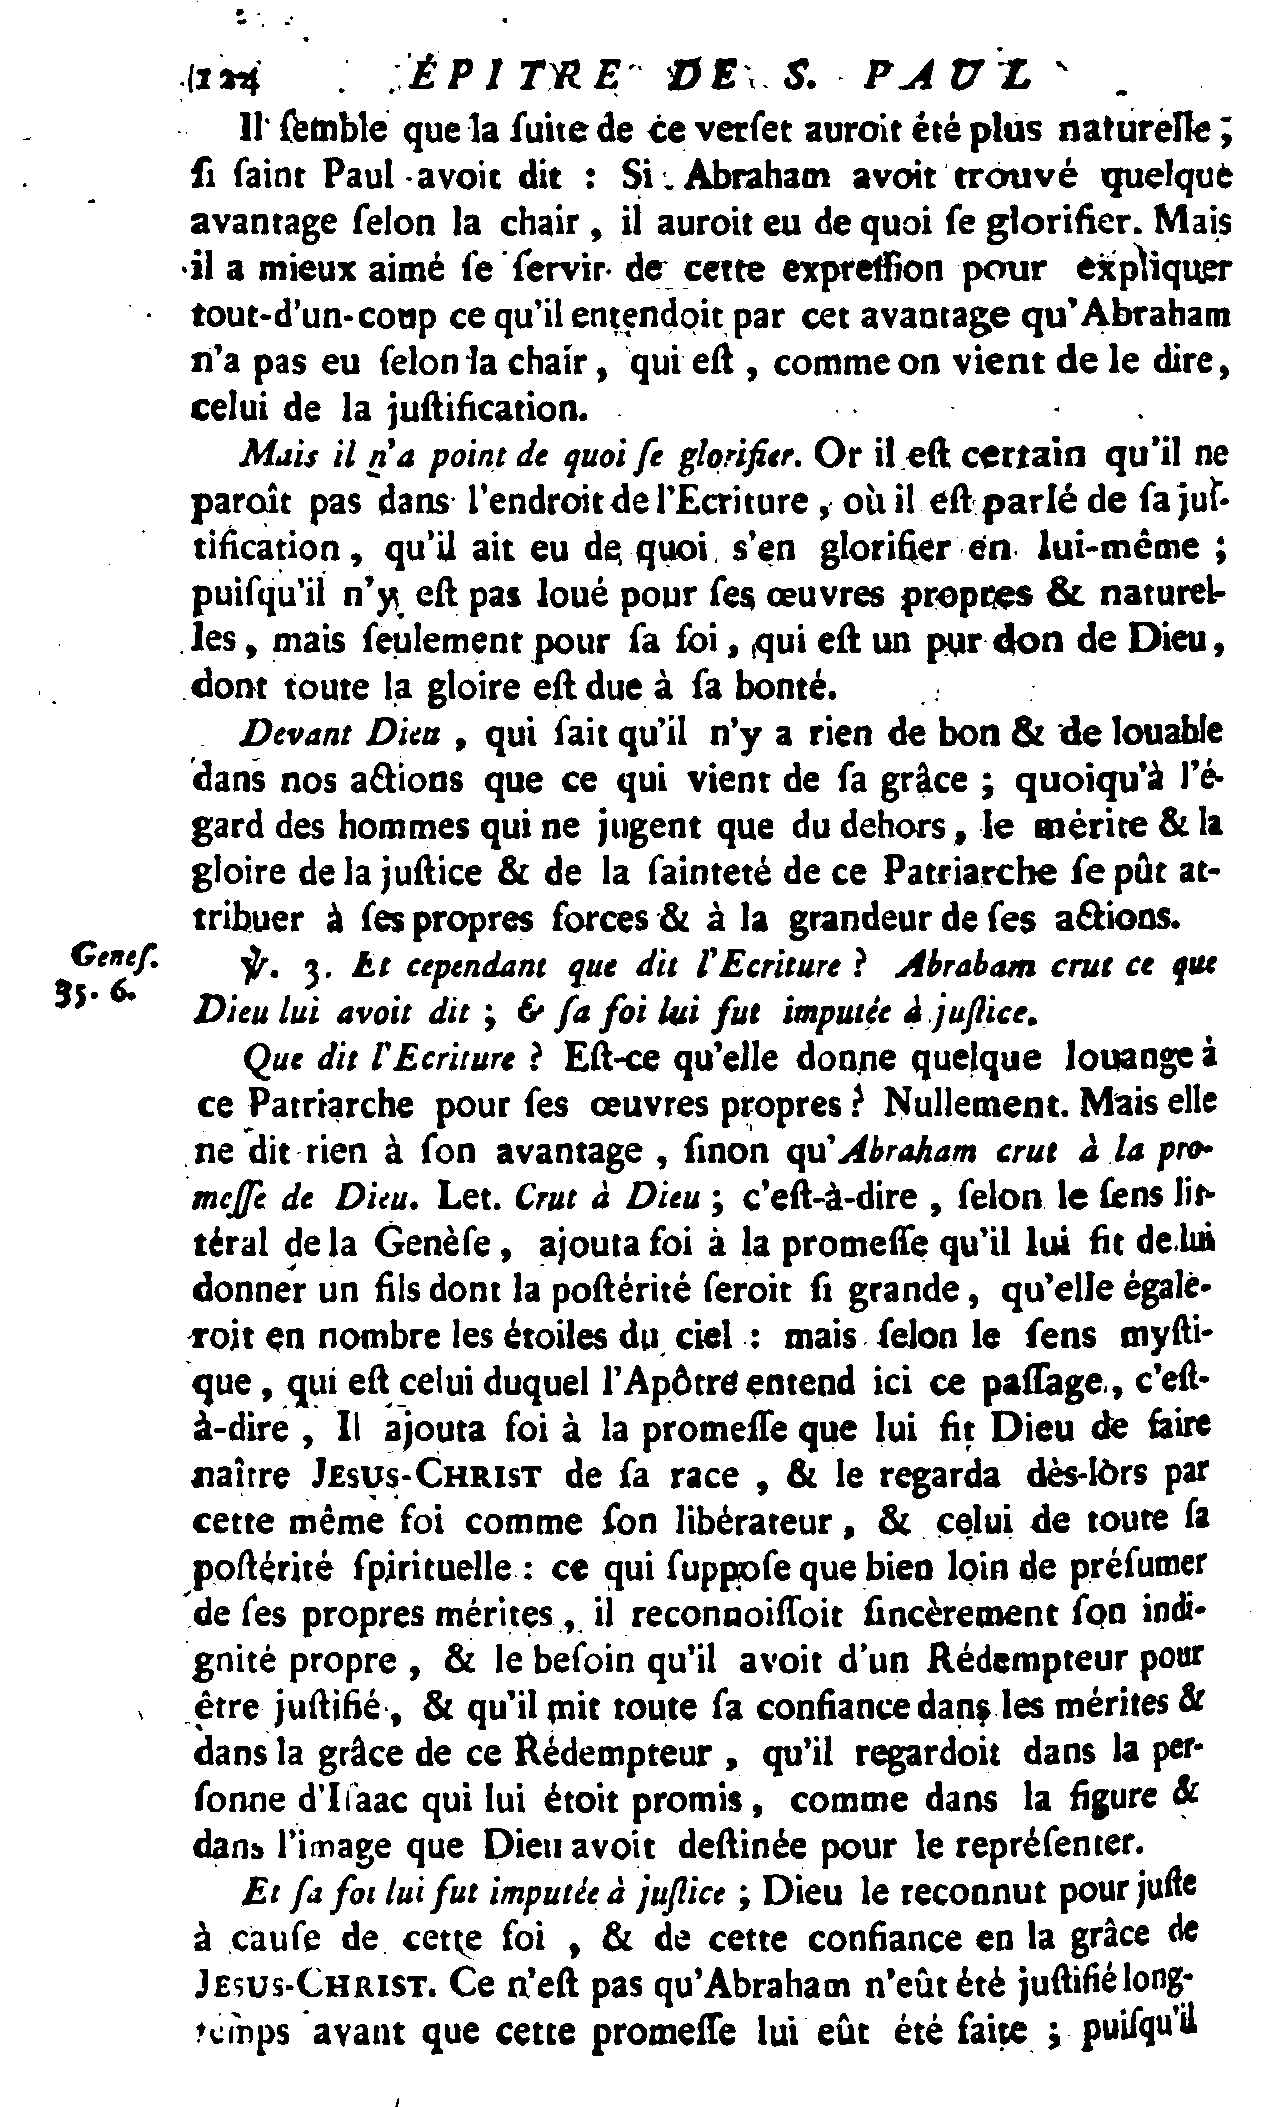 124 ÉPITRE DE S. PAUL
Il ſemble que la ſuite de ce verſet auroit été plus naturelle ;
ſi ſaint Paul avoit dit : Si Abraham avoit trouvé quelque
avantage ſelon la chair , il auroit eu de quoi ſe glorifier. Mais
il a mieux aimé ſe ſervir de cette expreſſion pour expliquer
tout-d'un-coup ce qu'il entendoit par cet avantage qu'Abraham
n'a pas eu ſelon la chair , qui eſt , comme on vient de le dire,
celui de la juſtification.
Mais il n'a point de quoi ſe glorifier. Or il eſt certain qu'il ne
paroît pas dans l'endroit de l'Ecriture , où il eſt parlé de ſa juſ-
tification , qu'il ait eu de quoi s'en glorifier en lui-même ;
puiſqu'il n'y eſt pas loué pour ſes œuvres propres & naturel-
les , mais ſeulement pour ſa foi , qui eſt un pur don de Dieu,
dont toute la gloire eſt due à ſa bonté.
Devant Dieu , qui ſait qu'il n'y a rien de bon & de louable
dans nos actions que ce qui vient de ſa grâce ; quoiqu'à l'é-
gard des hommes qui ne jugent que du dehors, le mérite & la
gloire de la juſtice & de la ſainteté de ce Patriarche ſe pût at-
tribuer à ſes propres forces & à la grandeur de ſes actions.
Geneſ.
35. 6.
℣. 3. Et cependant que dit l'Ecriture ? Abraham crut ce que
Dieu lui avoit dit ; & ſa foi lui fut imputée à juſtice.
Que dit l'Ecriture ? Eſt-ce qu'elle donne quelque louange à
ce Patriarche pour ſes œuvres propres ? Nullement. Mais elle
ne dit rien à ſon avantage , ſinon qu'Abraham crut à la pro-
meſſe de Dieu. Let. Crut à Dieu ; c'eſt-à-dire , ſelon le ſens lit-
téral de la Genèſe , ajouta foi à la promeſſe qu'il lui fit de lui
donner un fils dont la poſtérité ſeroit ſi grande, qu'elle égale-
roit en nombre les étoiles du ciel : mais ſelon le ſens myſti-
que , qui eſt celui duquel l'Apôtre entend ici ce paſſage, c'eſt-
à-dire , Il ajouta foi à la promeſſe que lui fit Dieu de faire
naître JESUS-CHRIST de ſa race , & le regarda dès-lòrs par
cette même foi comme ſon libérateur , & celui de toute ſa
poſtérité ſpirituelle : ce qui ſuppoſe que bien loin de préſumer
de ſes propres mérites , il reconnoiſſoit ſincèrement ſon indi-
gnité propre , & le beſoin qu'il avoit d'un Rédempteur pour
être juſtifié , & qu'il mit toute ſa confiance dans les mérites &
dans la grâce de ce Rédempteur , qu'il regardoit dans la per-
ſonne d'Iſaac qui lui étoit promis , comme dans la figure &
dans l'image que Dieu avoit deſtinée pour le repréſenter.
Et ſa foi lui fut imputée à juſtice ; Dieu le reconnut pour juſte
à cauſe de cette foi , & de cette confiance en la grâce de
JESUS-CHRIST. Ce n'eſt pas qu'Abraham n'eût été juſtifié long-
temps avant que cette promeſſe lui eût été faite ; puiſqu'il